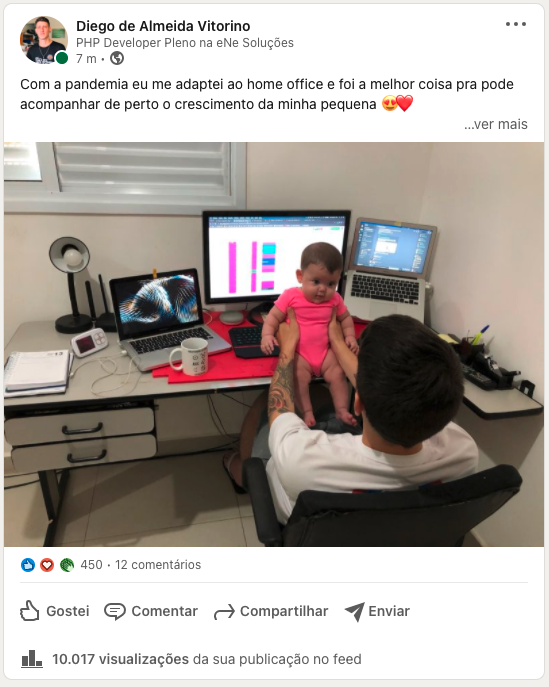 Diego de Almeida Vitorino
PHP Developer Pleno na eNe Soluções
7 m •
Com a pandemia eu me adaptei ao home office e foi a melhor coisa pra pode
acompanhar de perto o crescimento da minha pequena 😍❤️
...ver mais
450 • 12 comentários
Gostei Comentar Compartilhar Enviar
10.017 visualizações da sua publicação no feed